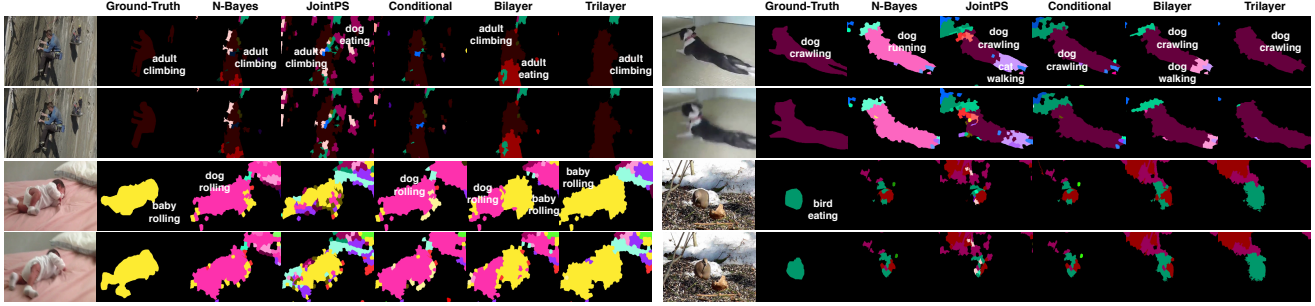 Ground-Truth N-Bayes JointPS Conditional Bilayer Trilayer
adult climbing
adult climbing
adult climbing
dog eating
adult climbing
adult eating
adult climbing
dog rolling
baby rolling
dog rolling
dog rolling
baby rolling
baby rolling
Ground-Truth N-Bayes JointPS Conditional Bilayer Trilayer
dog crawling
dog running
dog crawling
cat walking
dog crawling
dog crawling
dog walking
dog crawling
bird eating